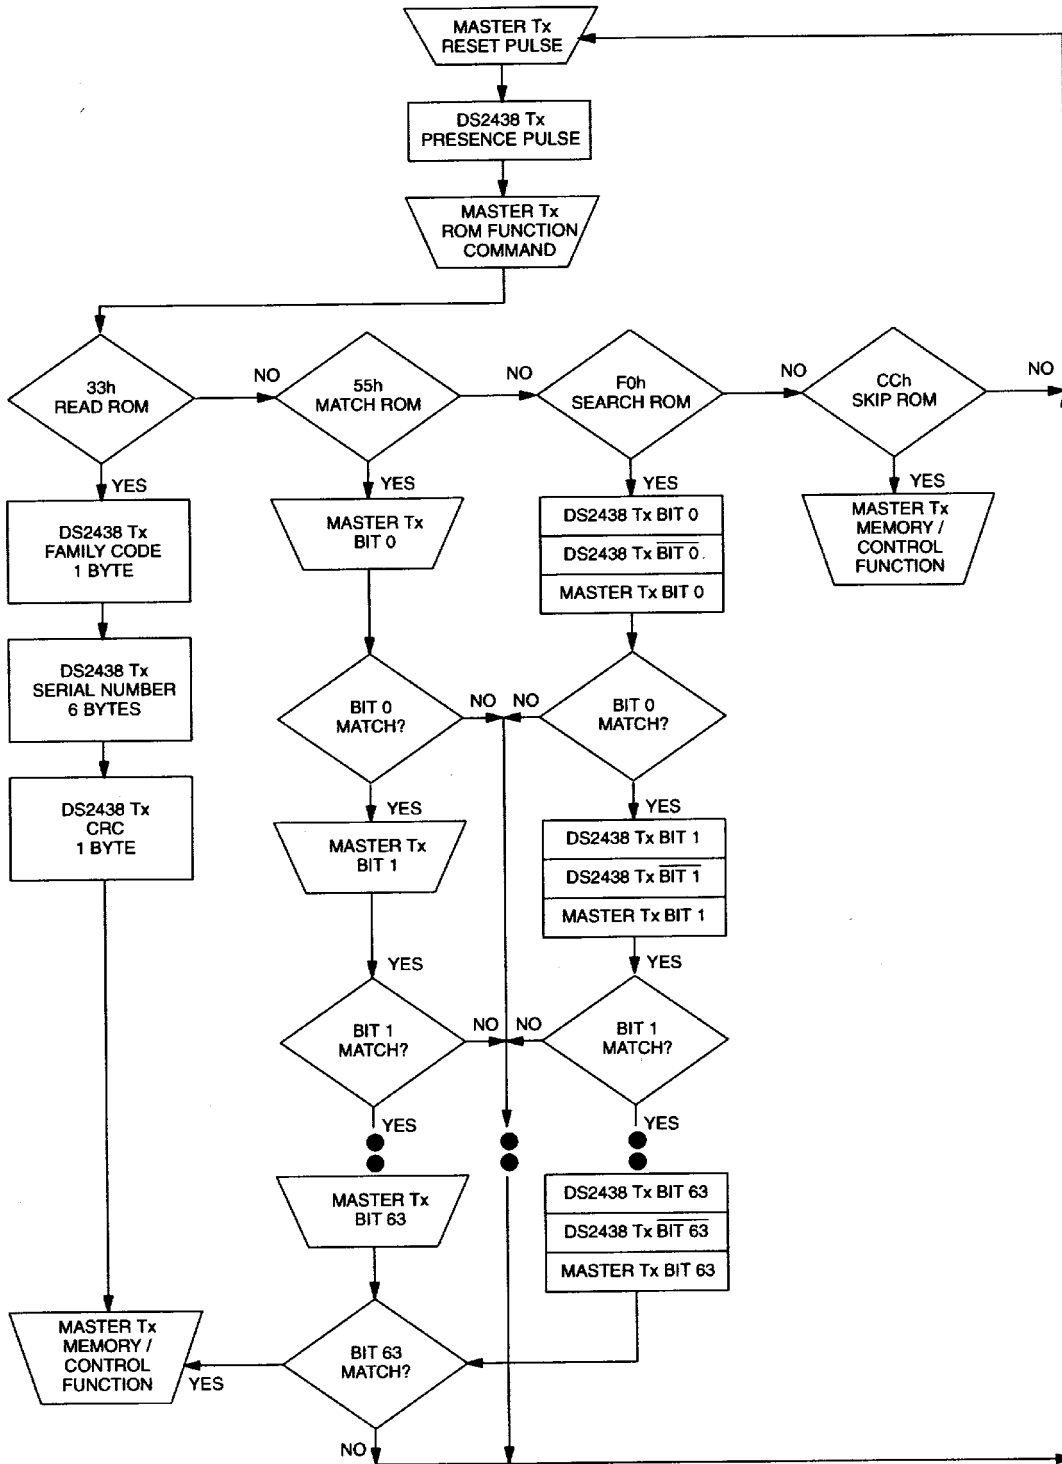 MASTER Tx
RESET PULSE
DS2438 Tx
PRESENCE PULSE
MASTER Tx
ROM FUNCTION
COMMAND
33h
READ ROM
NO
55h
MATCH ROM
NO
F0h
SEARCH ROM
NO
CCh
SKIP ROM
NO
YES
DS2438 Tx
FAMILY CODE
1 BYTE
DS2438 Tx
SERIAL NUMBER
6 BYTES
DS2438 Tx
CRC
1 BYTE
YES
MASTER Tx
BIT 0
BIT 0
MATCH?
NO
YES
MASTER Tx
BIT 1
YES
BIT 1
MATCH?
NO
YES
MASTER Tx
BIT 63
BIT 63
MATCH?
YES
NO
MASTER Tx
MEMORY /
CONTROL
FUNCTION
YES
DS2438 Tx BIT 0
DS2438 Tx BIT 0
MASTER Tx BIT 0
NO
BIT 0
MATCH?
YES
DS2438 Tx BIT 1
DS2438 Tx BIT 1
MASTER Tx BIT 1
YES
NO
BIT 1
MATCH?
YES
DS2438 Tx BIT 63
DS2438 Tx BIT 63
MASTER Tx BIT 63
YES
MASTER Tx
MEMORY /
CONTROL
FUNCTION